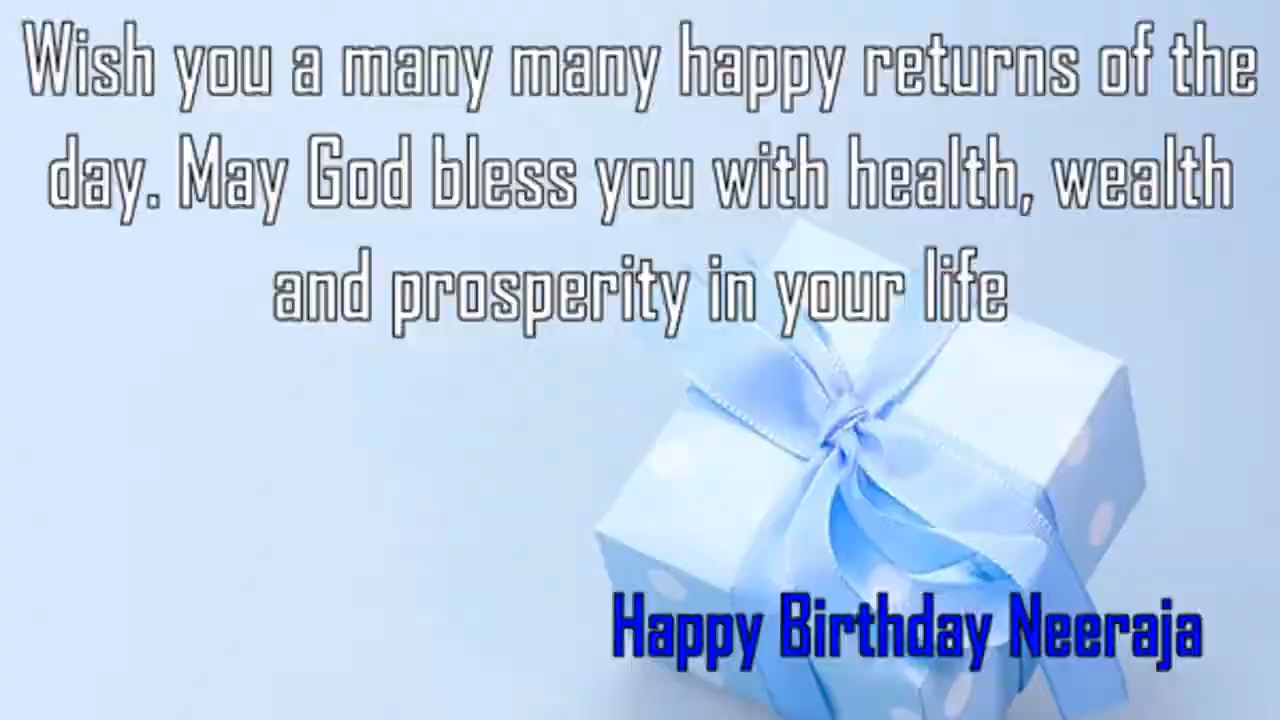 Wish you a many many happy returns of the
day. May God bless you with health, wealth
and prosperity in your life
Happy Birthday Neeraja